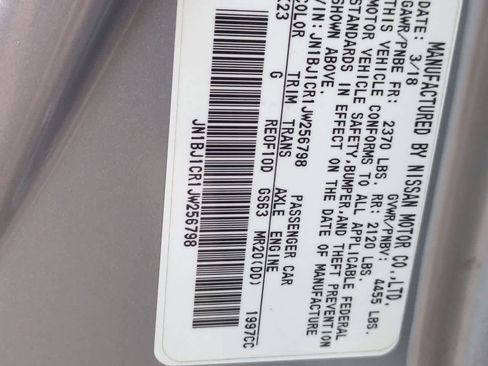 MANUFACTURED BY NISSAN MOTOR CO.,LTD.
DATE: 3/18 GVWR/PNBV: 4455 LBS.
GAWR/PNBE FR: 2370 LBS. RR: 2120 LBS.
THIS VEHICLE CONFORMS TO ALL APPLICABLE FEDERAL
MOTOR VEHICLE SAFETY,BUMPER,AND THEFT PREVENTION
STANDARDS IN EFFECT ON THE DATE OF MANUFACTURE
SHOWN ABOVE.
VIN: JN1BJ1CR1JW256798 PASSENGER CAR
COLOR TRIM TRANS AXLE ENGINE
K23 G RE0F10D GS63 MR20(DD) 1997CC
JN1BJ1CR1JW256798